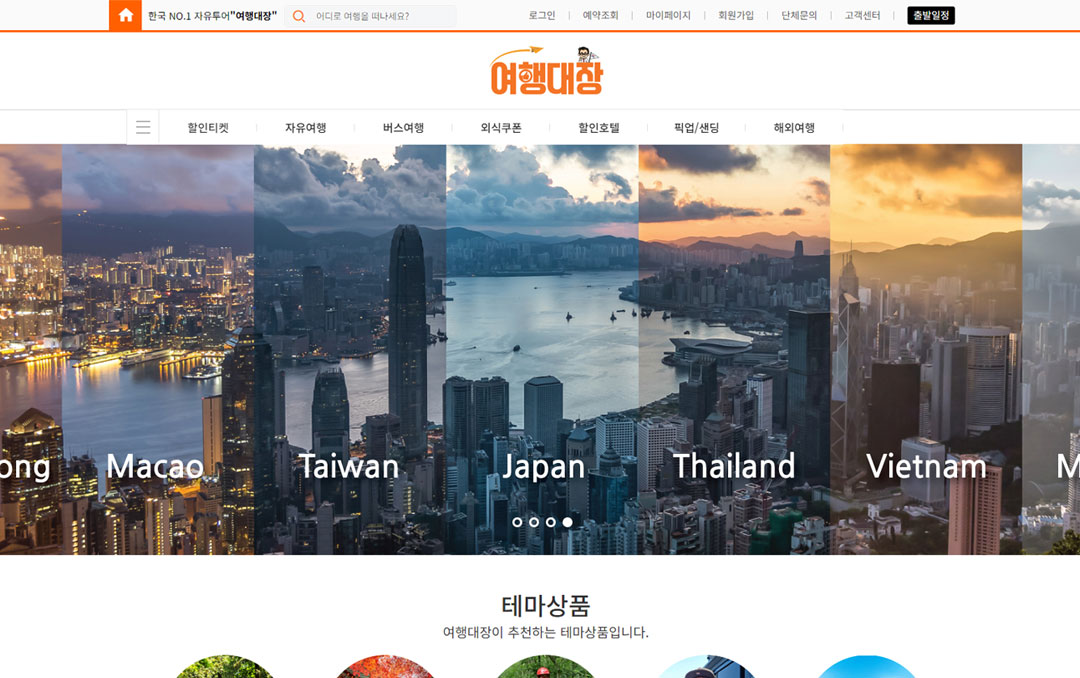 한국 NO.1 자유투어"여행대장"
어디로 여행을 떠나세요?
로그인 예약조회 마이페이지 회원가입 단체문의 고객센터 출발일정
여행대장
할인티켓 자유여행 버스여행 외식쿠폰 할인호텔 픽업/샌딩 해외여행
ong Macao Taiwan Japan Thailand Vietnam M
테마상품
여행대장이 추천하는 테마상품입니다.